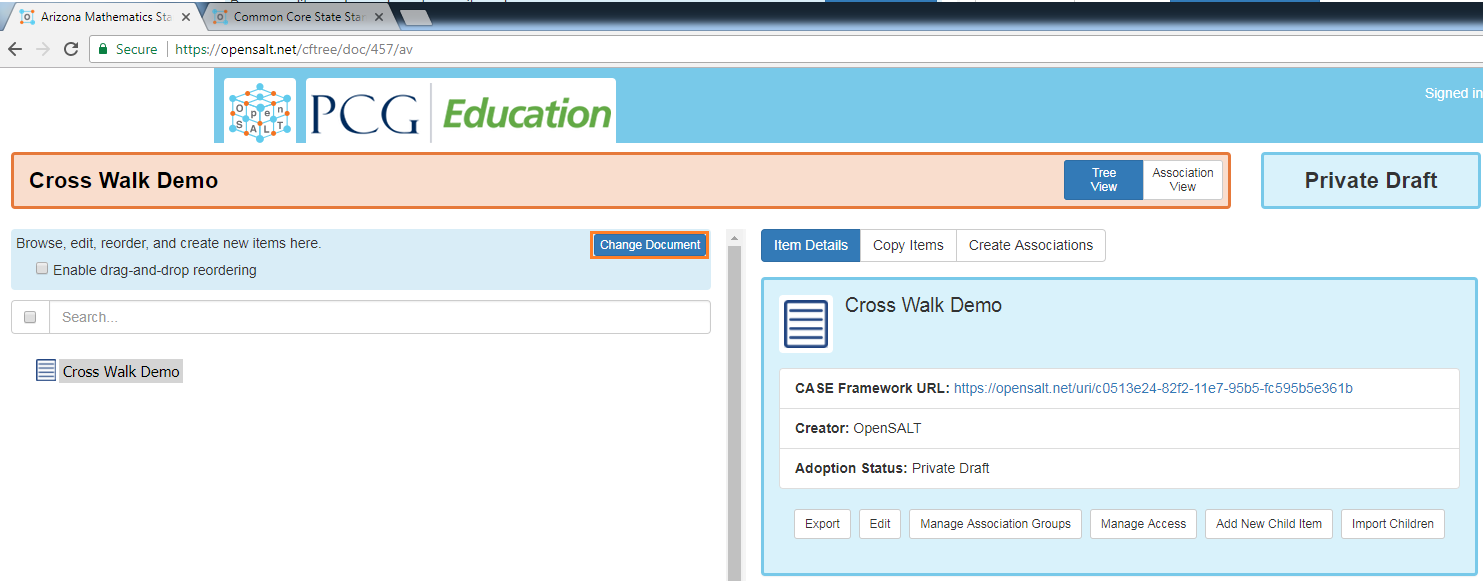 Arizona Mathematics Sta
Common Core State Star
Secure
https://opensalt.net/cftree/doc/457/av
Open
SALT
PCG Education
Signed in
Cross Walk Demo
Tree
View
Association
View
Private Draft
Browse, edit, reorder, and create new items here.
Change Document
Enable drag-and-drop reordering
Search...
Cross Walk Demo
Item Details
Copy Items
Create Associations
Cross Walk Demo
CASE Framework URL: https://opensalt.net/uri/c0513e24-82f2-11e7-95b5-fc595b5e361b
Creator: OpenSALT
Adoption Status: Private Draft
Export
Edit
Manage Association Groups
Manage Access
Add New Child Item
Import Children